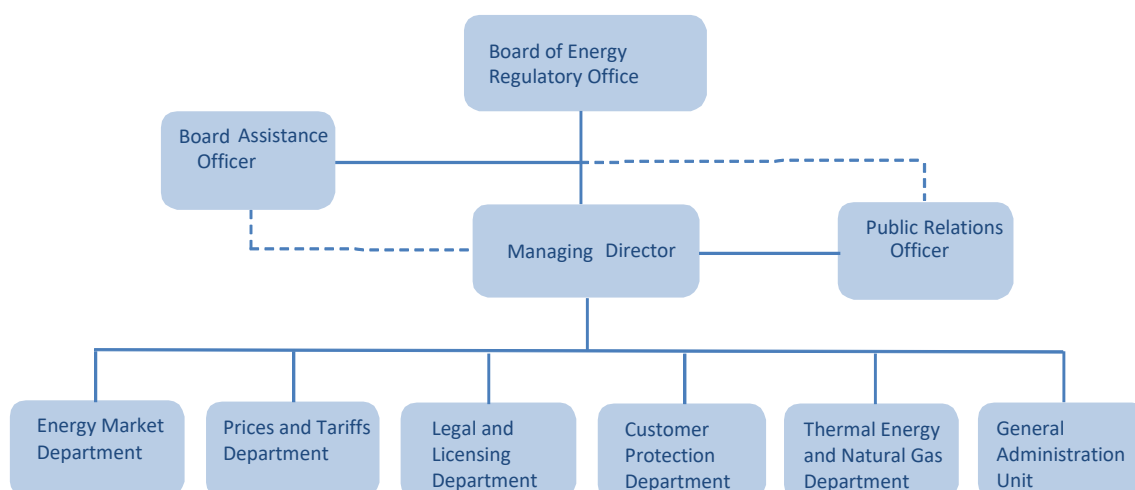 Board of Energy
Regulatory Office
Board Assistance
Officer
Public Relations
Officer
Managing Director
Energy Market
Department
Prices and Tariffs
Department
Legal and
Licensing
Department
Customer
Protection
Department
Thermal Energy
and Natural Gas
Department
General
Administration
Unit